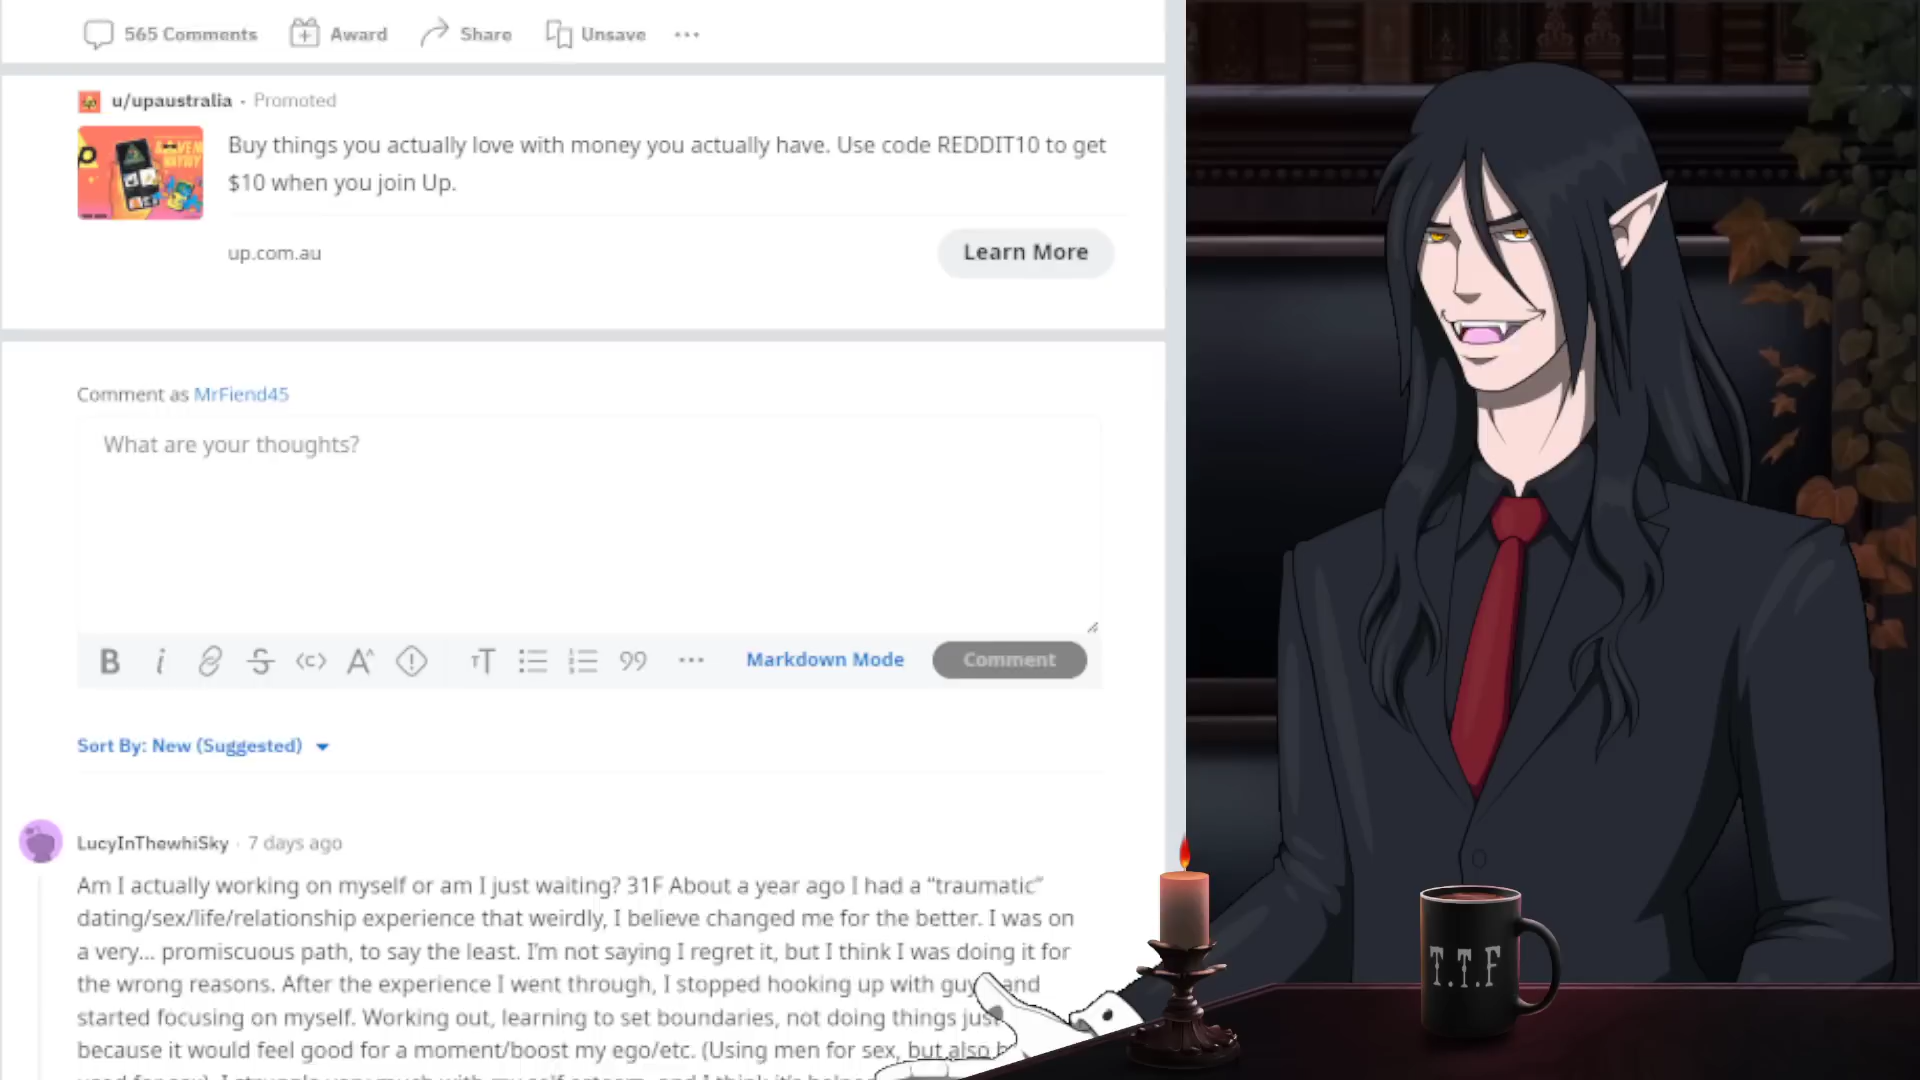 565 Comments Award Share Unsave
u/upaustralia · Promoted
Buy things you actually love with money you actually have. Use code REDDIT10 to get
$10 when you join Up.
up.com.au
Learn More
Comment as MrFiend45
What are your thoughts?
Markdown Mode
Comment
Sort By: New (Suggested)
LucyInThewhiSky · 7 days ago
Am I actually working on myself or am I just waiting? 31F About a year ago I had a “traumatic”
dating/sex/life/relationship experience that weirdly, I believe changed me for the better. I was on
a very... promiscuous path, to say the least. I’m not saying I regret it, but I think I was doing it for
the wrong reasons. After the experience I went through, I stopped hooking up with guy and
started focusing on myself. Working out, learning to set boundaries, not doing things just
because it would feel good for a moment/boost my ego/etc. (Using men for sex, but also
T.T.F